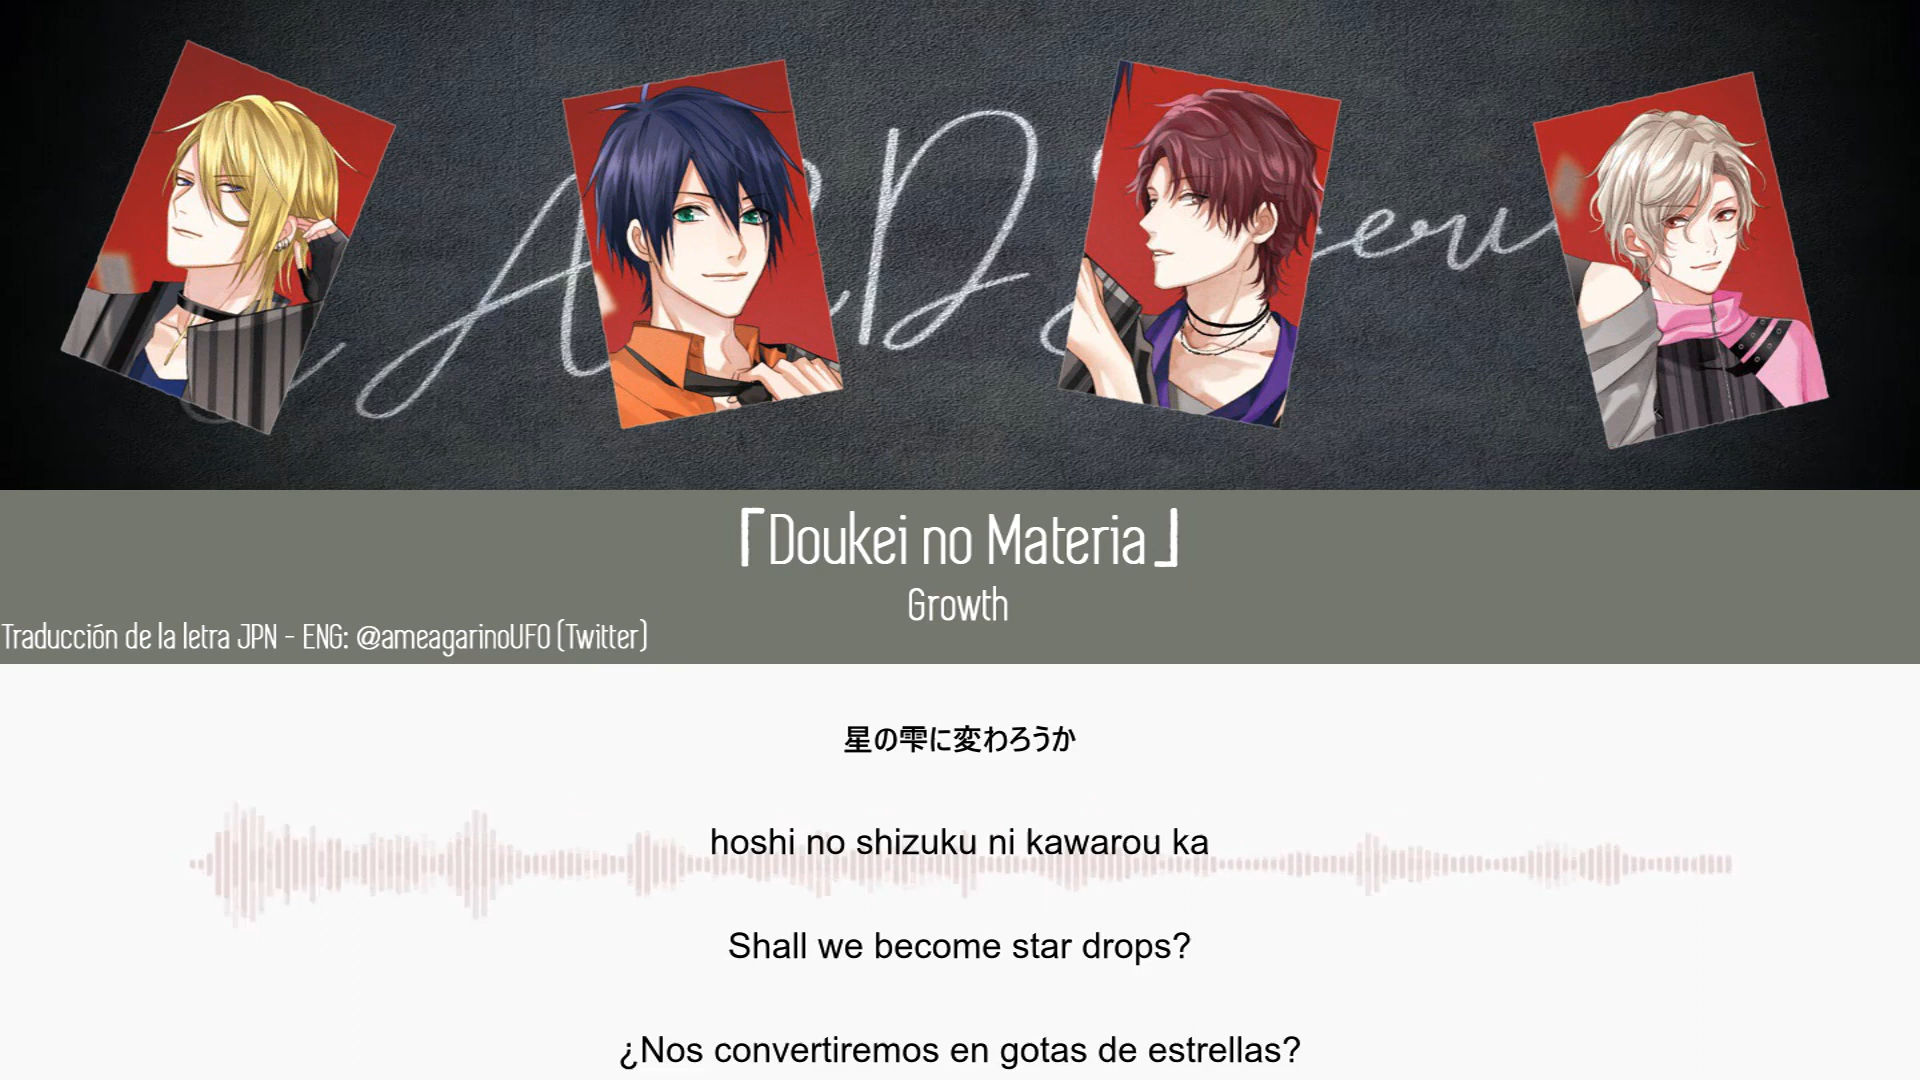 「Doukei no Materia」
Growth
Traducción de la letra JPN - ENG: @ameagarinoUFO (Twitter)
星の雫に変わろうか
hoshi no shizuku ni kawarou ka
Shall we become star drops?
¿Nos convertiremos en gotas de estrellas?